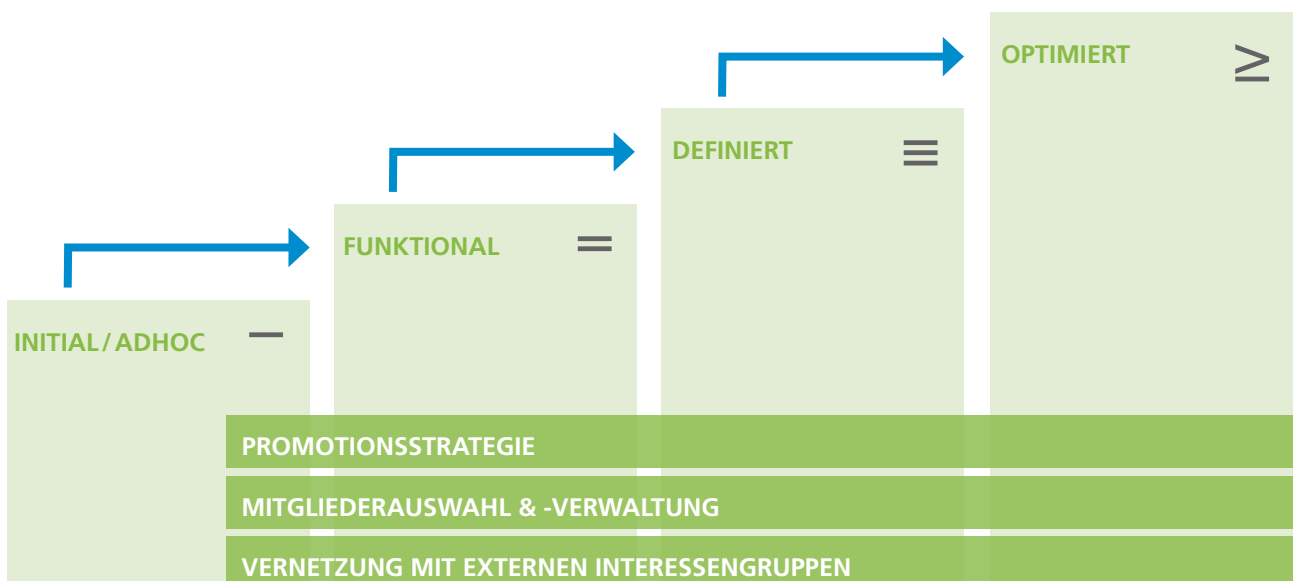 OPTIMIERT ≥
DEFINIERT ≡
FUNKTIONAL =
INITIAL / ADHOC –
PROMOTIONSSTRATEGIE
MITGLIEDERAUSWAHL & -VERWALTUNG
VERNETZUNG MIT EXTERNEN INTERESSENGRUPPEN